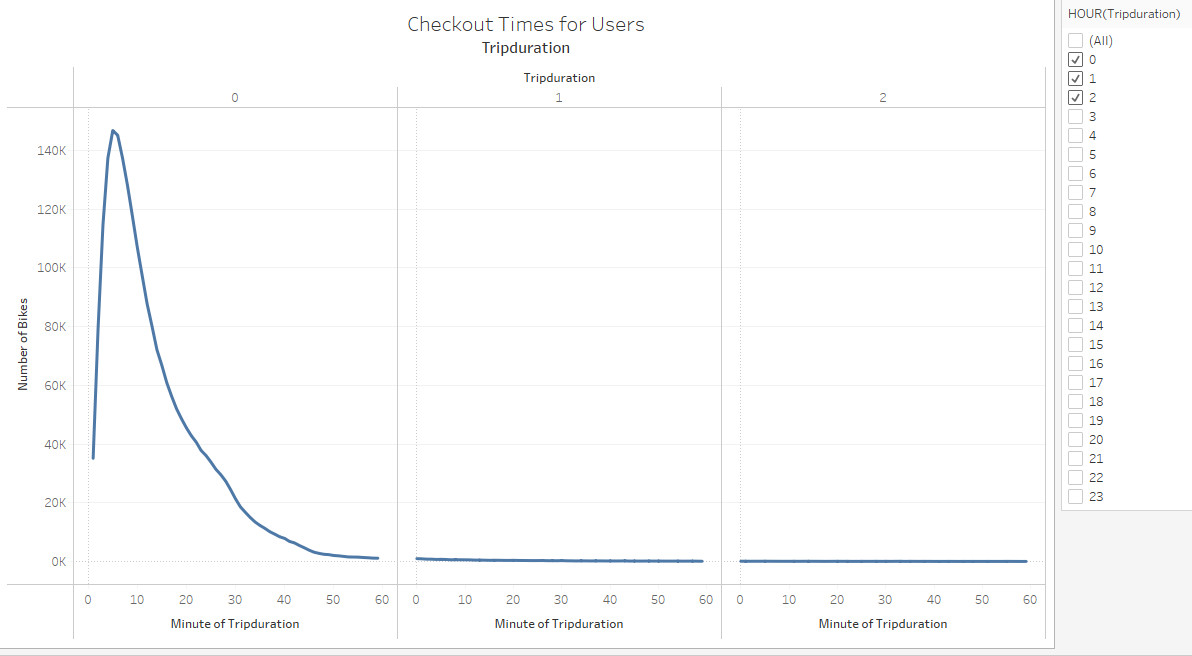 Checkout Times for Users
Tripduration
Tripduration
0 1 2
140K
120K
100K
80K
60K
40K
20K
0K
Number of Bikes
0 10 20 30 40 50 60 0 10 20 30 40 50 60 0 10 20 30 40 50 60
Minute of Tripduration Minute of Tripduration Minute of Tripduration
HOUR(Tripduration)
(All)
0
1
2
3
4
5
6
7
8
9
10
11
12
13
14
15
16
17
18
19
20
21
22
23